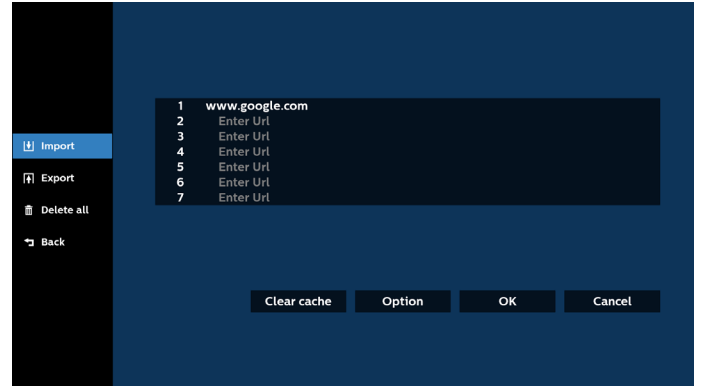 Import
Export
Delete all
Back
1 www.google.com
2 Enter Url
3 Enter Url
4 Enter Url
5 Enter Url
6 Enter Url
7 Enter Url
Clear cache Option OK Cancel